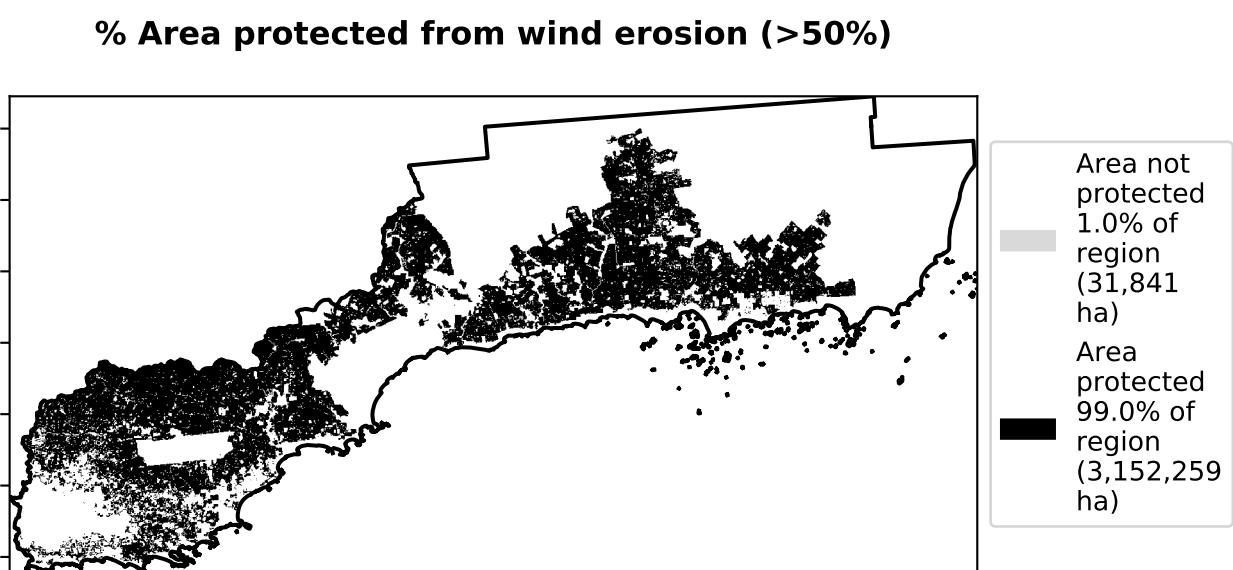 % Area protected from wind erosion (>50%)
Area not
protected
1.0% of
region
(31,841
ha)
Area
protected
99.0% of
region
(3,152,259
ha)